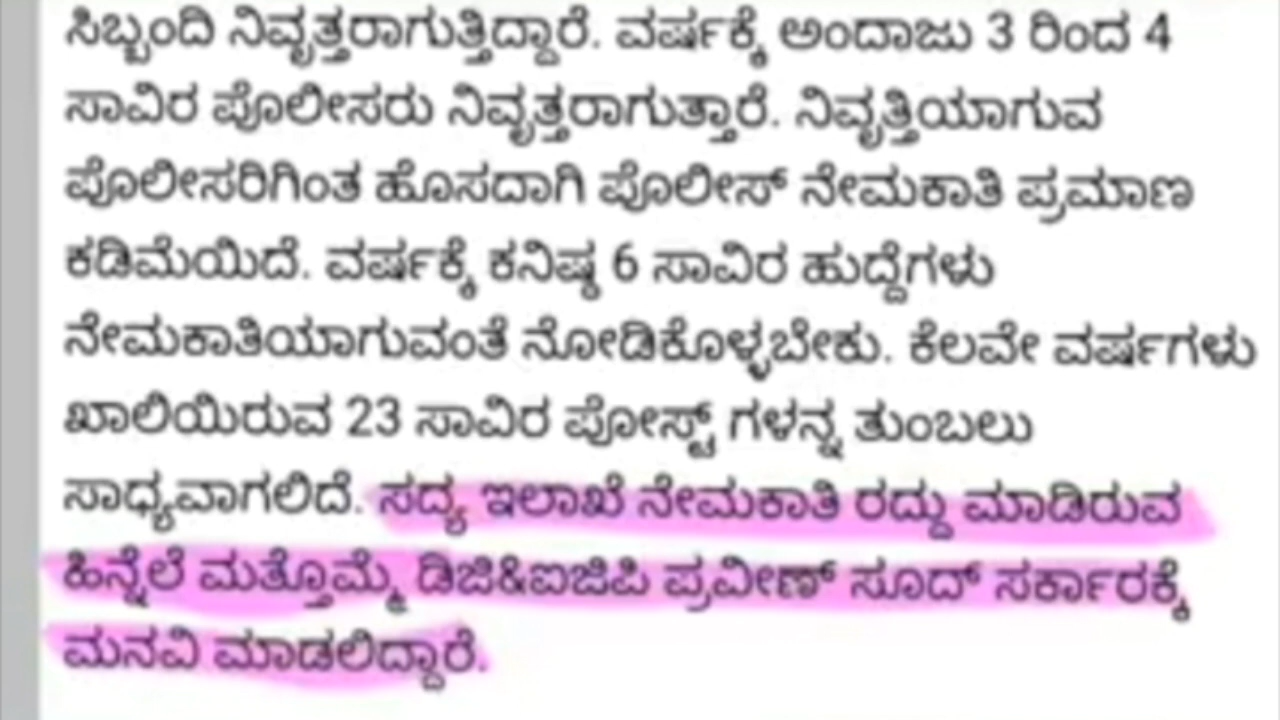 ಸಿಬ್ಬಂದಿ ನಿವೃತ್ತರಾಗುತ್ತಿದ್ದಾರೆ. ವರ್ಷಕ್ಕೆ ಅಂದಾಜು 3 ರಿಂದ 4
ಸಾವಿರ ಪೊಲೀಸರು ನಿವೃತ್ತರಾಗುತ್ತಾರೆ. ನಿವೃತ್ತಿಯಾಗುವ
ಪೊಲೀಸರಿಗಿಂತ ಹೊಸದಾಗಿ ಪೊಲೀಸ್ ನೇಮಕಾತಿ ಪ್ರಮಾಣ
ಕಡಿಮೆಯಿದೆ. ವರ್ಷಕ್ಕೆ ಕನಿಷ್ಠ 6 ಸಾವಿರ ಹುದ್ದೆಗಳು
ನೇಮಕಾತಿಯಾಗುವಂತೆ ನೋಡಿಕೊಳ್ಳಬೇಕು. ಕೆಲವೇ ವರ್ಷಗಳು
ಖಾಲಿಯಿರುವ 23 ಸಾವಿರ ಪೋಸ್ಟ್ ಗಳನ್ನ ತುಂಬಲು
ಸಾಧ್ಯವಾಗಲಿದೆ. ಸದ್ಯ ಇಲಾಖೆ ನೇಮಕಾತಿ ರದ್ದು ಮಾಡಿರುವ
ಹಿನ್ನೆಲೆ ಮತ್ತೊಮ್ಮೆ ಡಿಜಿ&ಐಜಿಪಿ ಪ್ರವೀಣ್ ಸೂದ್ ಸರ್ಕಾರಕ್ಕೆ
ಮನವಿ ಮಾಡಲಿದ್ದಾರೆ.